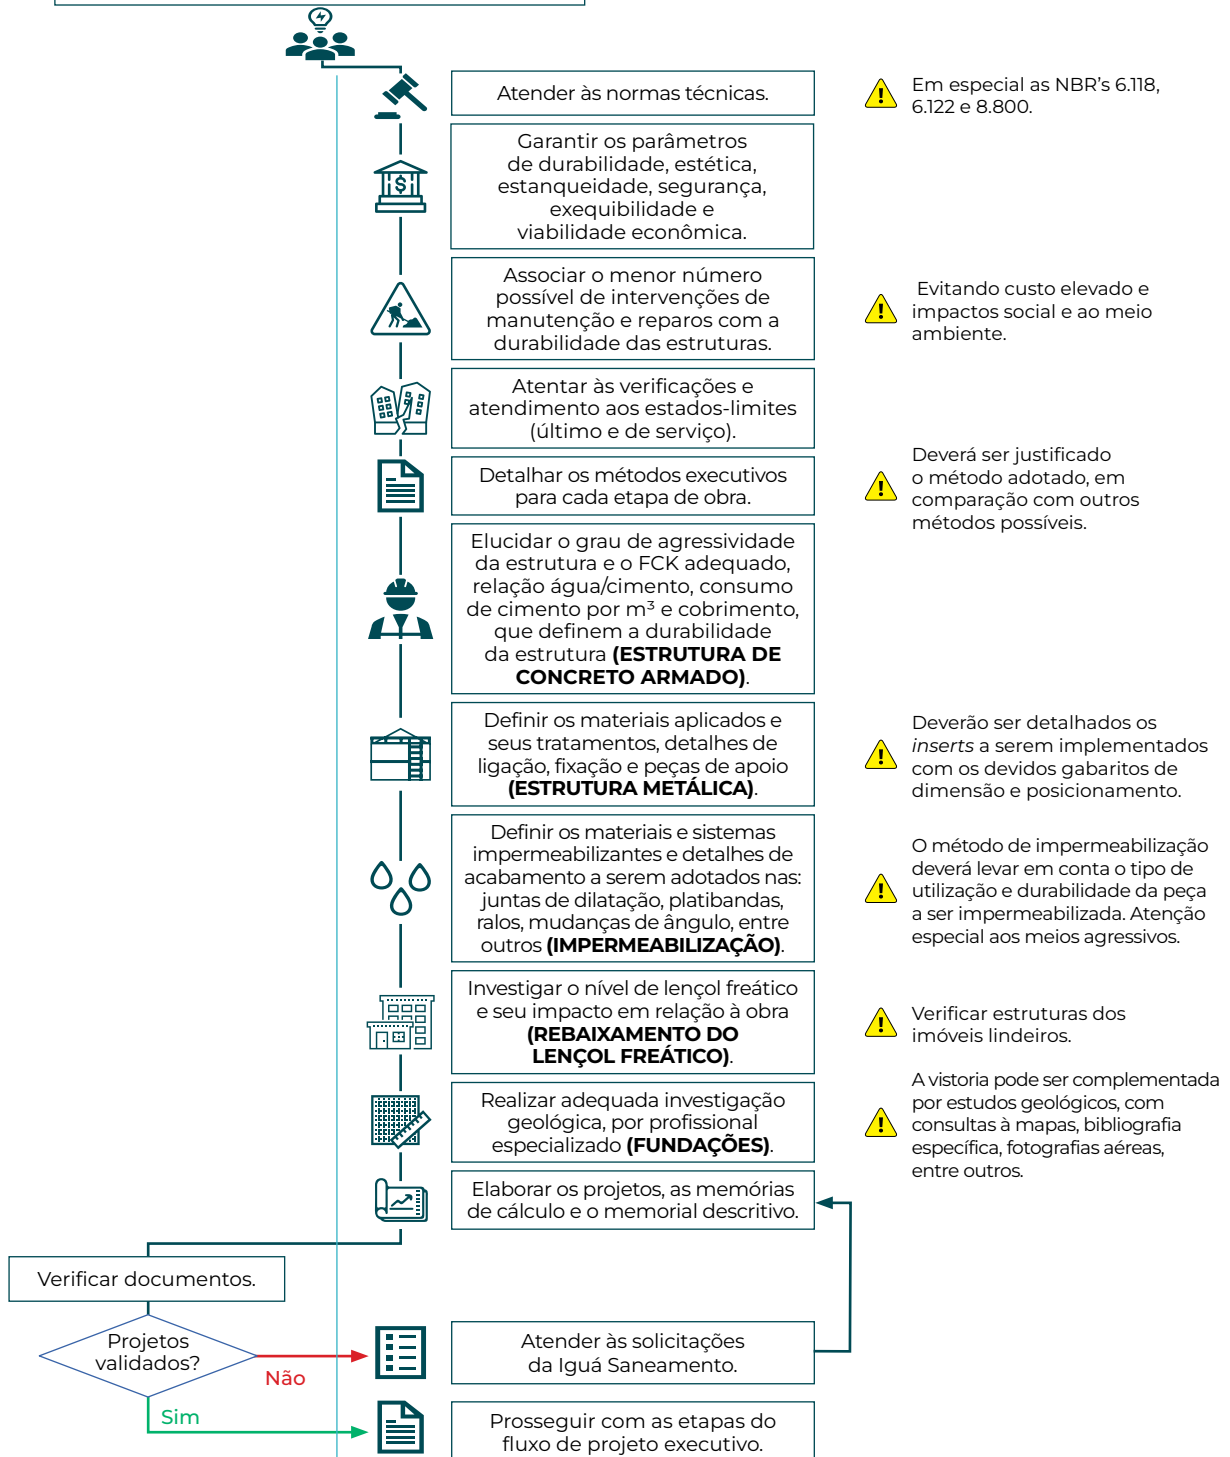 Atender às normas técnicas.
Em especial as NBR’s 6.118,
6.122 e 8.800.
Garantir os parâmetros
de durabilidade, estética,
estanqueidade, segurança,
exequibilidade e
viabilidade econômica.
Associar o menor número
possível de intervenções de
manutenção e reparos com a
durabilidade das estruturas.
Evitando custo elevado e
impactos social e ao meio
ambiente.
Atentar às verificações e
atendimento aos estados-limites
(último e de serviço).
Detalhar os métodos executivos
para cada etapa de obra.
Deverá ser justificado
o método adotado, em
comparação com outros
métodos possíveis.
Elucidar o grau de agressividade
da estrutura e o FCK adequado,
relação água/cimento, consumo
de cimento por m³ e cobrimento,
que definem a durabilidade
da estrutura (ESTRUTURA DE
CONCRETO ARMADO).
Definir os materiais aplicados e
seus tratamentos, detalhes de
ligação, fixação e peças de apoio
(ESTRUTURA METÁLICA).
Deverão ser detalhados os
inserts a serem implementados
com os devidos gabaritos de
dimensão e posicionamento.
Definir os materiais e sistemas
impermeabilizantes e detalhes de
acabamento a serem adotados nas:
juntas de dilatação, platibandas,
ralos, mudanças de ângulo, entre
outros (IMPERMEABILIZAÇÃO).
O método de impermeabilização
deverá levar em conta o tipo de
utilização e durabilidade da peça
a ser impermeabilizada. Atenção
especial aos meios agressivos.
Investigar o nível de lençol freático
e seu impacto em relação à obra
(REBAIXAMENTO DO
LENÇOL FREÁTICO).
Verificar estruturas dos
imóveis lindeiros.
Realizar adequada investigação
geológica, por profissional
especializado (FUNDAÇÕES).
A vistoria pode ser complementada
por estudos geológicos, com
consultas à mapas, bibliografia
específica, fotografias aéreas,
entre outros.
Elaborar os projetos, as memórias
de cálculo e o memorial descritivo.
Verificar documentos.
Projetos
validados?
Não
Atender às solicitações
da Iguá Saneamento.
Sim
Prosseguir com as etapas do
fluxo de projeto executivo.